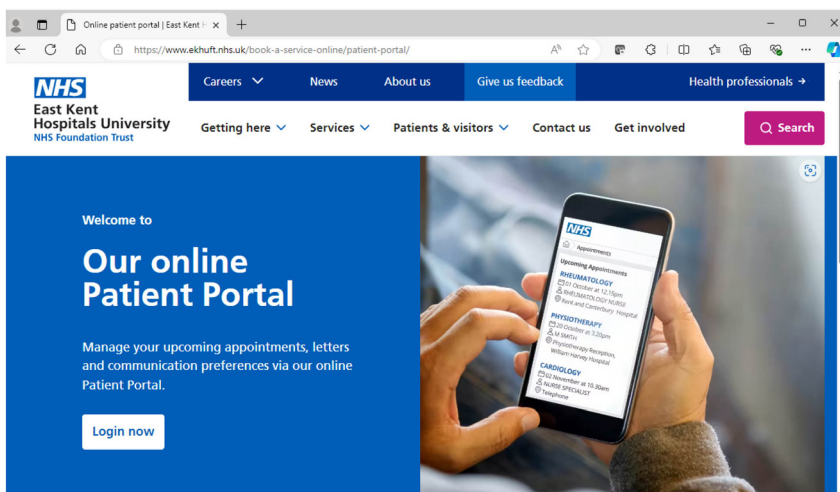 Online patient portal | East Kent H
https://www.ekhuft.nhs.uk/book-a-service-online/patient-portal/
NHS
East Kent
Hospitals University
NHS Foundation Trust
Careers
News
About us
Give us feedback
Health professionals →
Getting here
Services
Patients & visitors
Contact us
Get involved
Search
Welcome to
Our online
Patient Portal
Manage your upcoming appointments, letters
and communication preferences via our online
Patient Portal.
Login now
NHS
Appointments
Upcoming Appointments
RHEUMATOLOGY
01 October at 12.15pm
RHEUMATOLOGY NURSE
Kent and Canterbury Hospital
PHYSIOTHERAPY
20 October at 3.20pm
M SMITH
Physiotherapy Reception,
William Harvey Hospital
CARDIOLOGY
02 November at 10.30am
NURSE SPECIALIST
Telephone